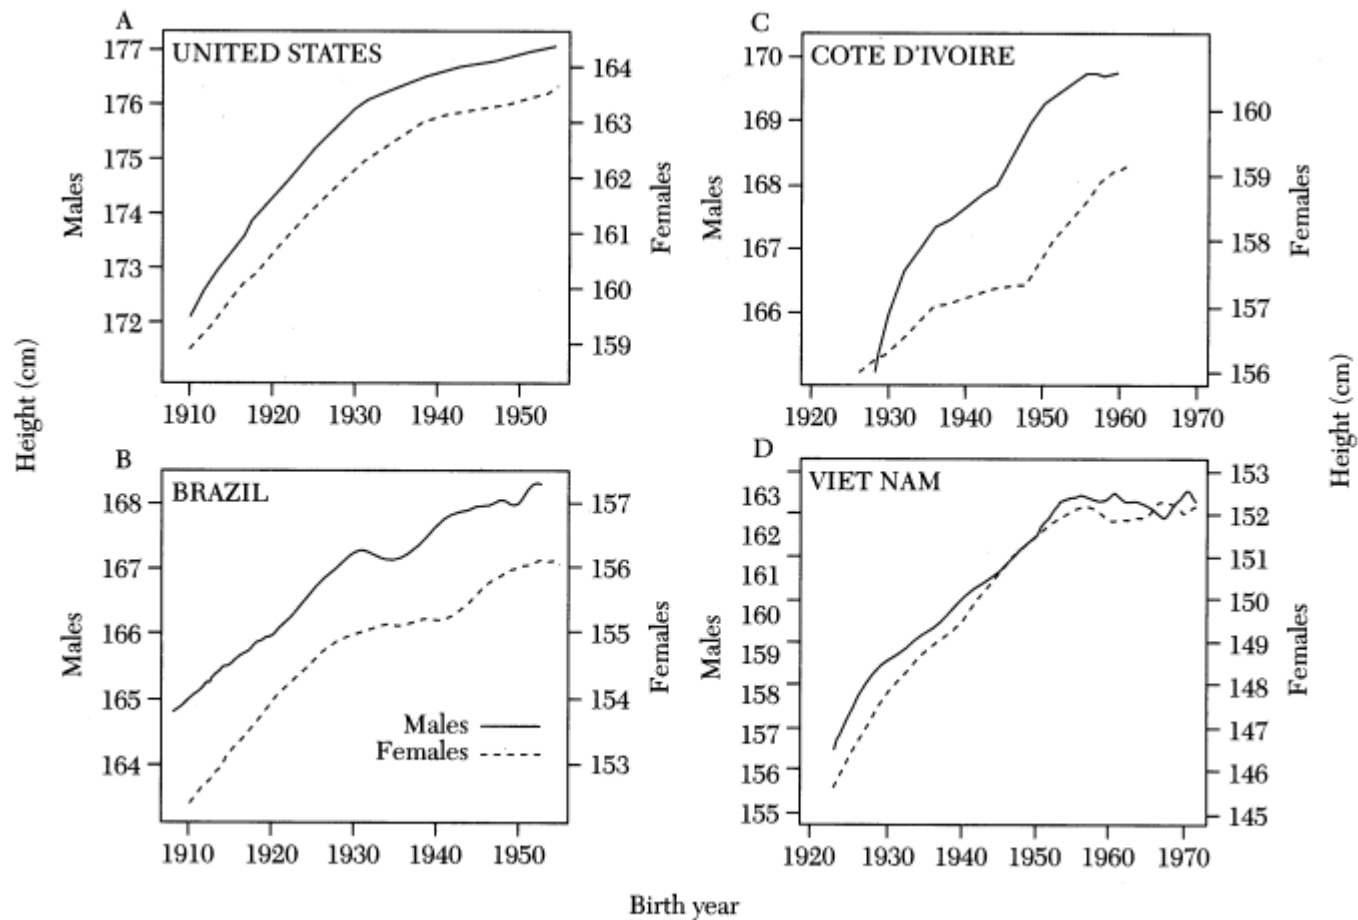 A
UNITED STATES
177
176
175
174
173
172
Males
164
163
162
161
160
159
Females
1910 1920 1930 1940 1950
C
COTE D'IVOIRE
170
169
168
167
166
Males
160
159
158
157
156
Females
1920 1930 1940 1950 1960 1970
Height (cm)
Height (cm)
B
BRAZIL
168
167
166
165
164
Males
157
156
155
154
153
Females
Males
Females
1910 1920 1930 1940 1950
D
VIET NAM
163
162
161
160
159
158
157
156
155
Males
153
152
151
150
149
148
147
146
145
Females
1920 1930 1940 1950 1960 1970
Birth year